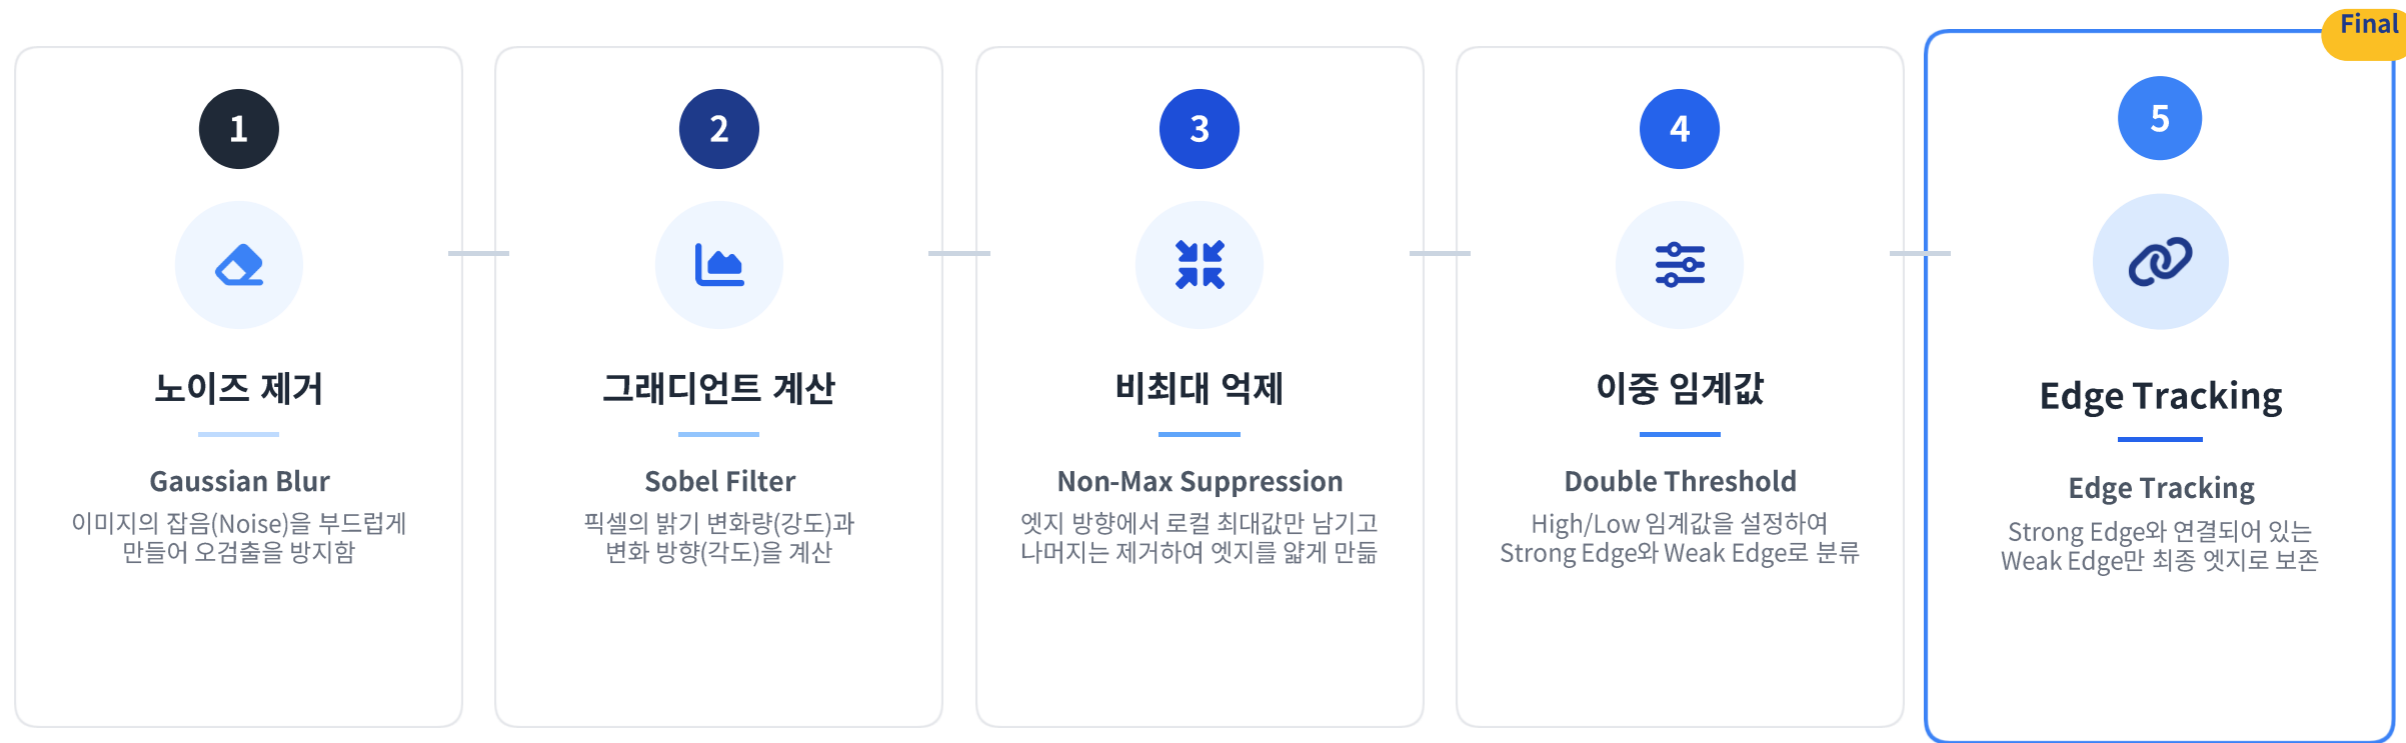 1
노이즈 제거
Gaussian Blur
이미지의 잡음(Noise)을 부드럽게
만들어 오검출을 방지함
2
그래디언트 계산
Sobel Filter
픽셀의 밝기 변화량(강도)과
변화 방향(각도)을 계산
3
비최대 억제
Non-Max Suppression
엣지 방향에서 로컬 최대값만 남기고
나머지는 제거하여 엣지를 얇게 만듦
4
이중 임계값
Double Threshold
High/Low 임계값을 설정하여
Strong Edge와 Weak Edge로 분류
Final
5
Edge Tracking
Edge Tracking
Strong Edge와 연결되어 있는
Weak Edge만 최종 엣지로 보존